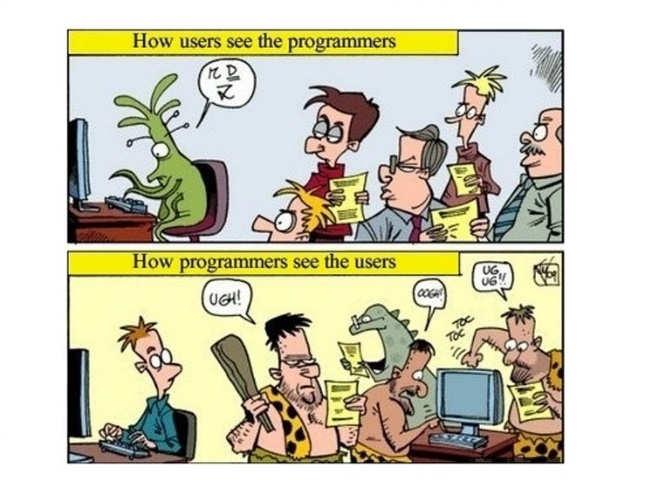 How users see the programmers
How programmers see the users
UGH!
OOGH!
UG
UG'!!
TOC
TOC